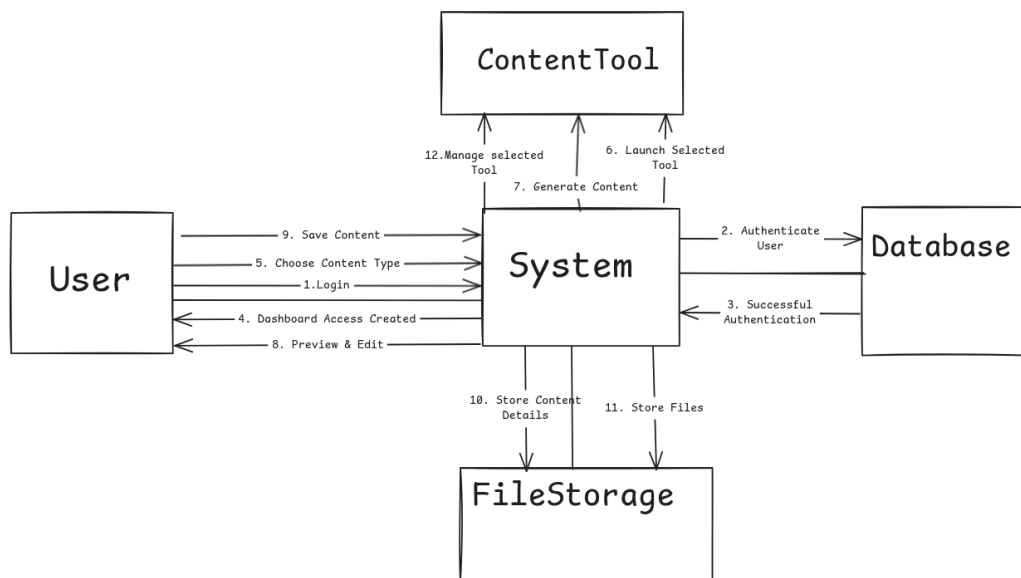 ContentTool
12.Manage selected
Tool
6. Launch Selected
Tool
7. Generate Content
User
9. Save Content
5. Choose Content Type
1.Login
4. Dashboard Access Created
8. Preview & Edit
System
2. Authenticate
User
3. Successful
Authentication
Database
10. Store Content
Details
11. Store Files
FileStorage